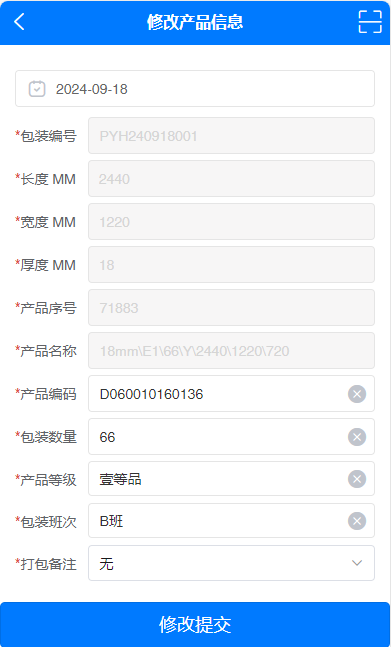 修改产品信息
2024-09-18
*包装编号 PYH240918001
*长度 MM 2440
*宽度 MM 1220
*厚度 MM 18
*产品序号 71883
*产品名称 18mm\E1\66\Y\2440\1220\720
*产品编码 D060010160136
*包装数量 66
*产品等级 壹等品
*包装班次 B班
*打包备注 无
修改提交